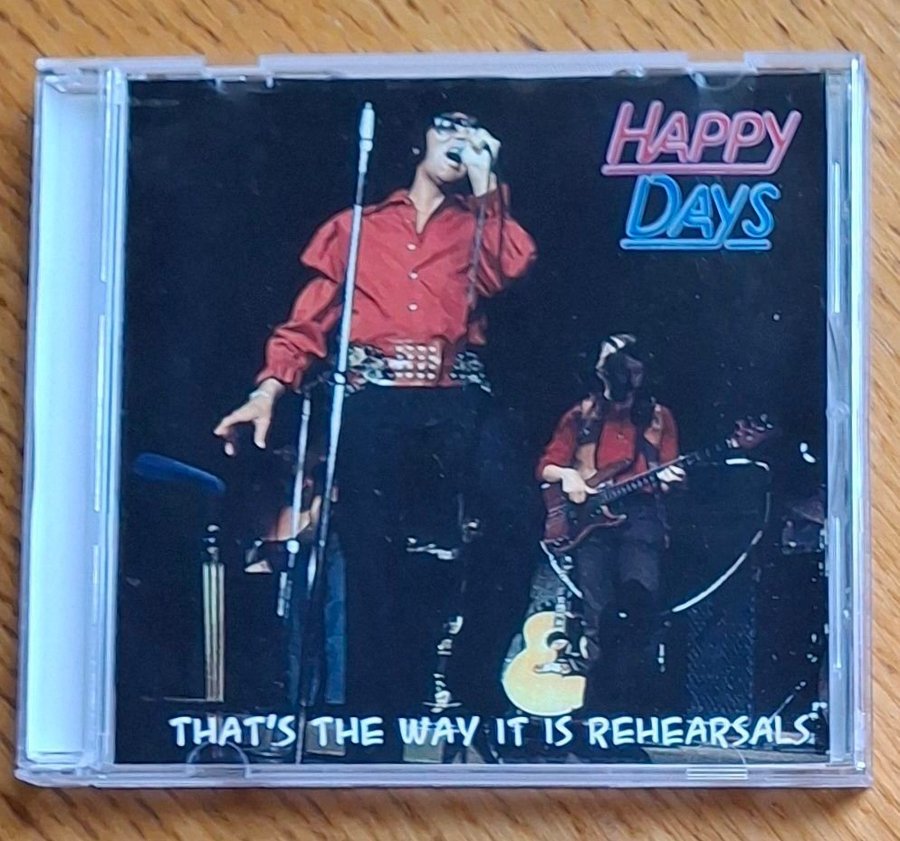 HAPPY
DAYS
THAT'S THE WAY IT IS REHEARSALS